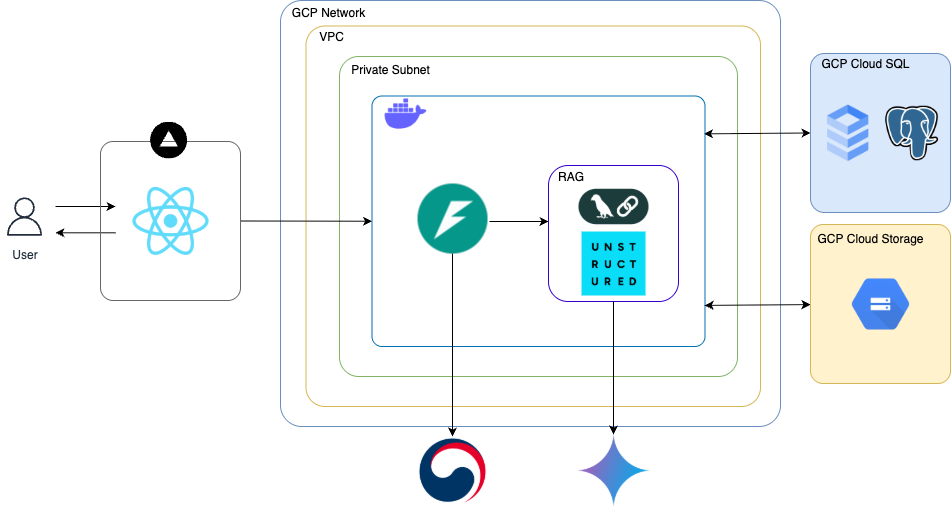 GCP Network
VPC
Private Subnet
GCP Cloud SQL
RAG
UNST
RUCT
URED
User
GCP Cloud Storage